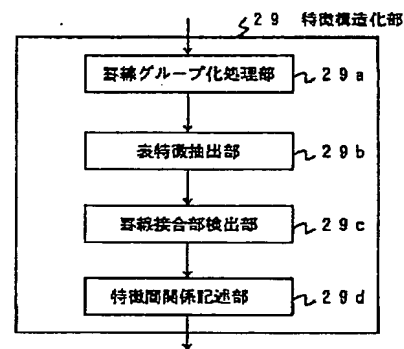 29 特徴構造化部
罫線グループ化処理部 29a
表特徴抽出部 29b
罫線接合部検出部 29c
特徴間関係記述部 29d